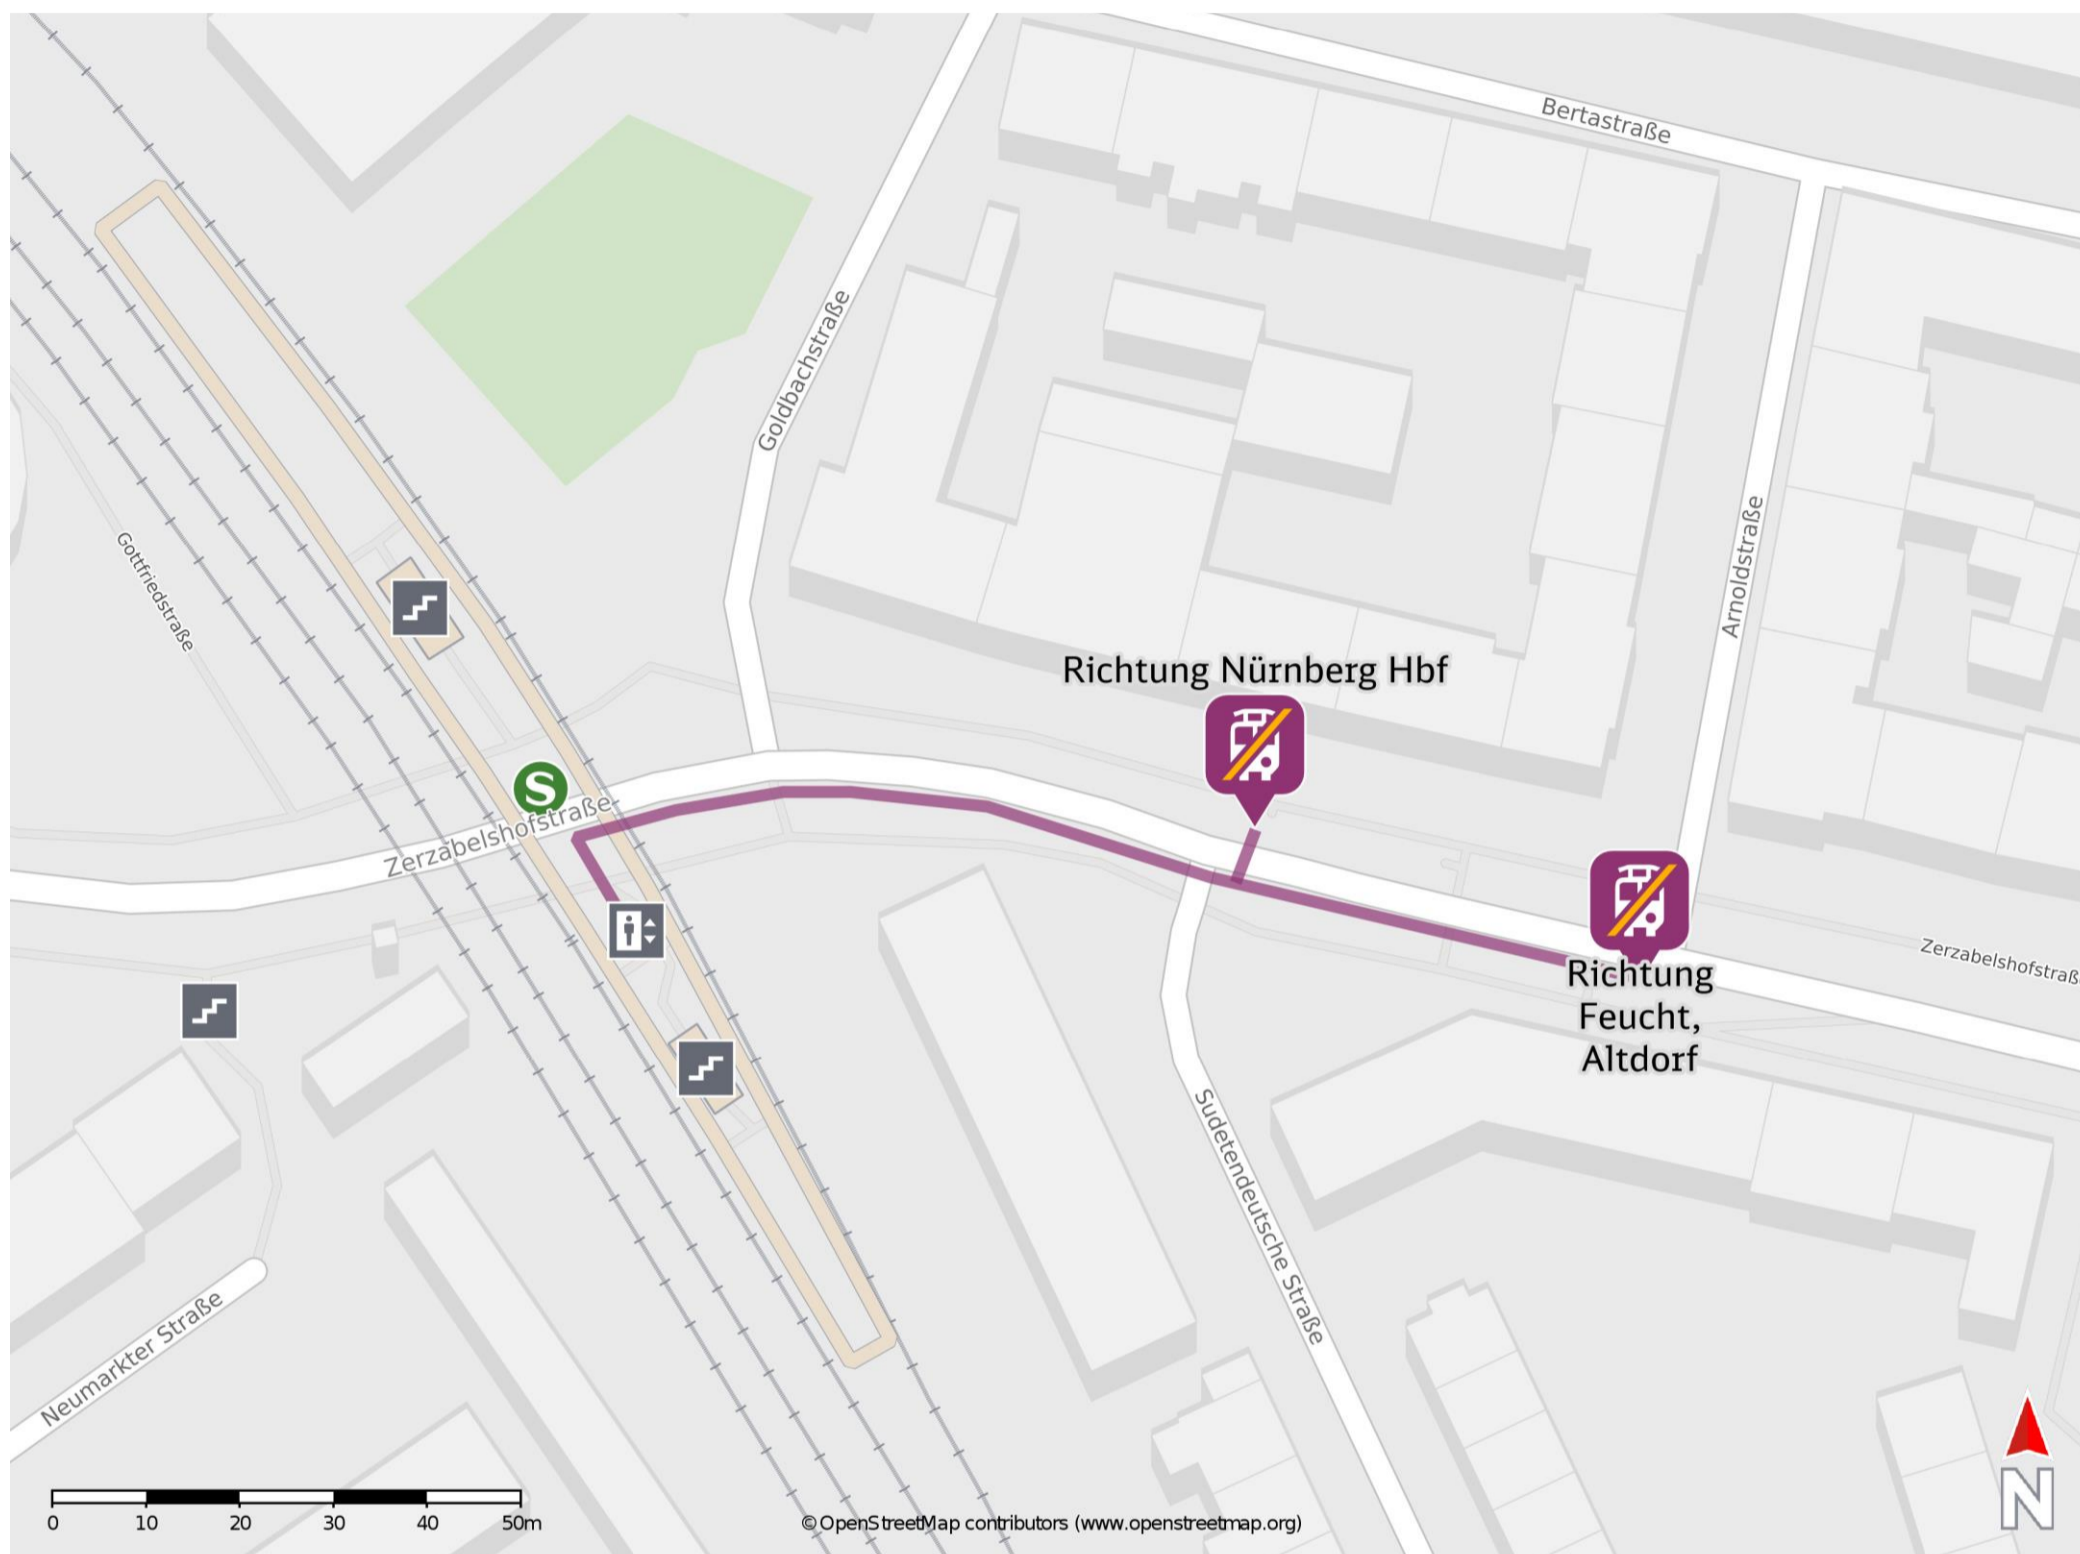 Bertastraße
Goldbachstraße
Arnoldstraße
Gottfriedstraße
Richtung Nürnberg Hbf
S
Zerzabelshofstraße
Zerzabelshofstraß
Richtung
Feucht,
Altdorf
Sudetendeutsche Straße
Neumarkter Straße
N
0 10 20 30 40 50m
©OpenStreetMap contributors (www.openstreetmap.org)